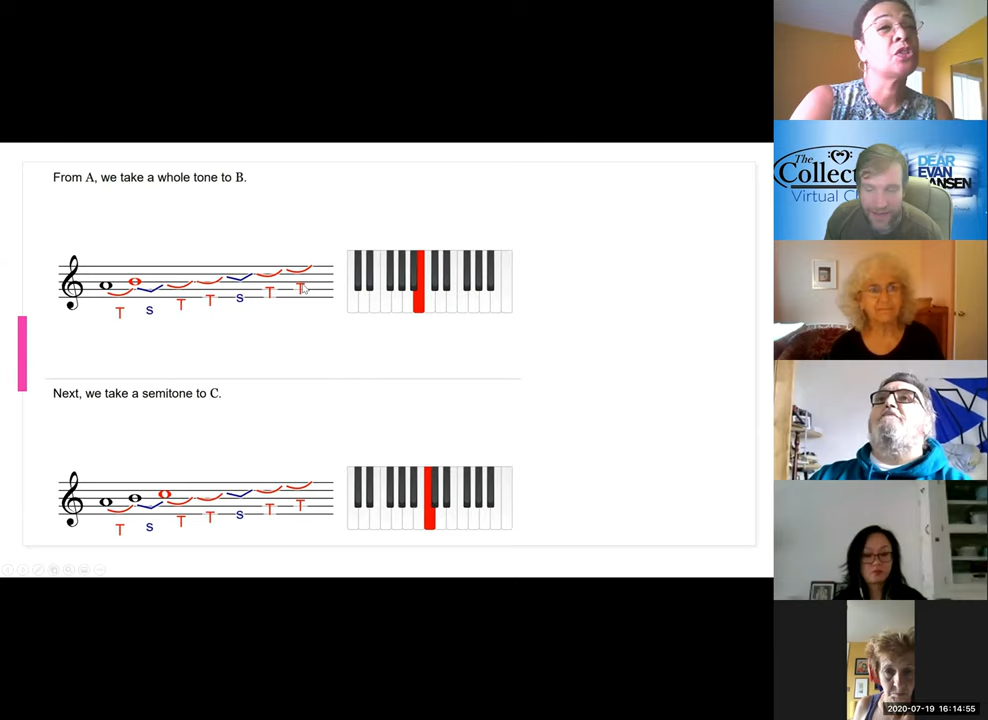 From A, we take a whole tone to B.
T s T T s T T
Next, we take a semitone to C.
T s T T s T T
The
Collec
Virtual C
DEAR
EVAN
HANSEN
2020-07-19 16:14:55